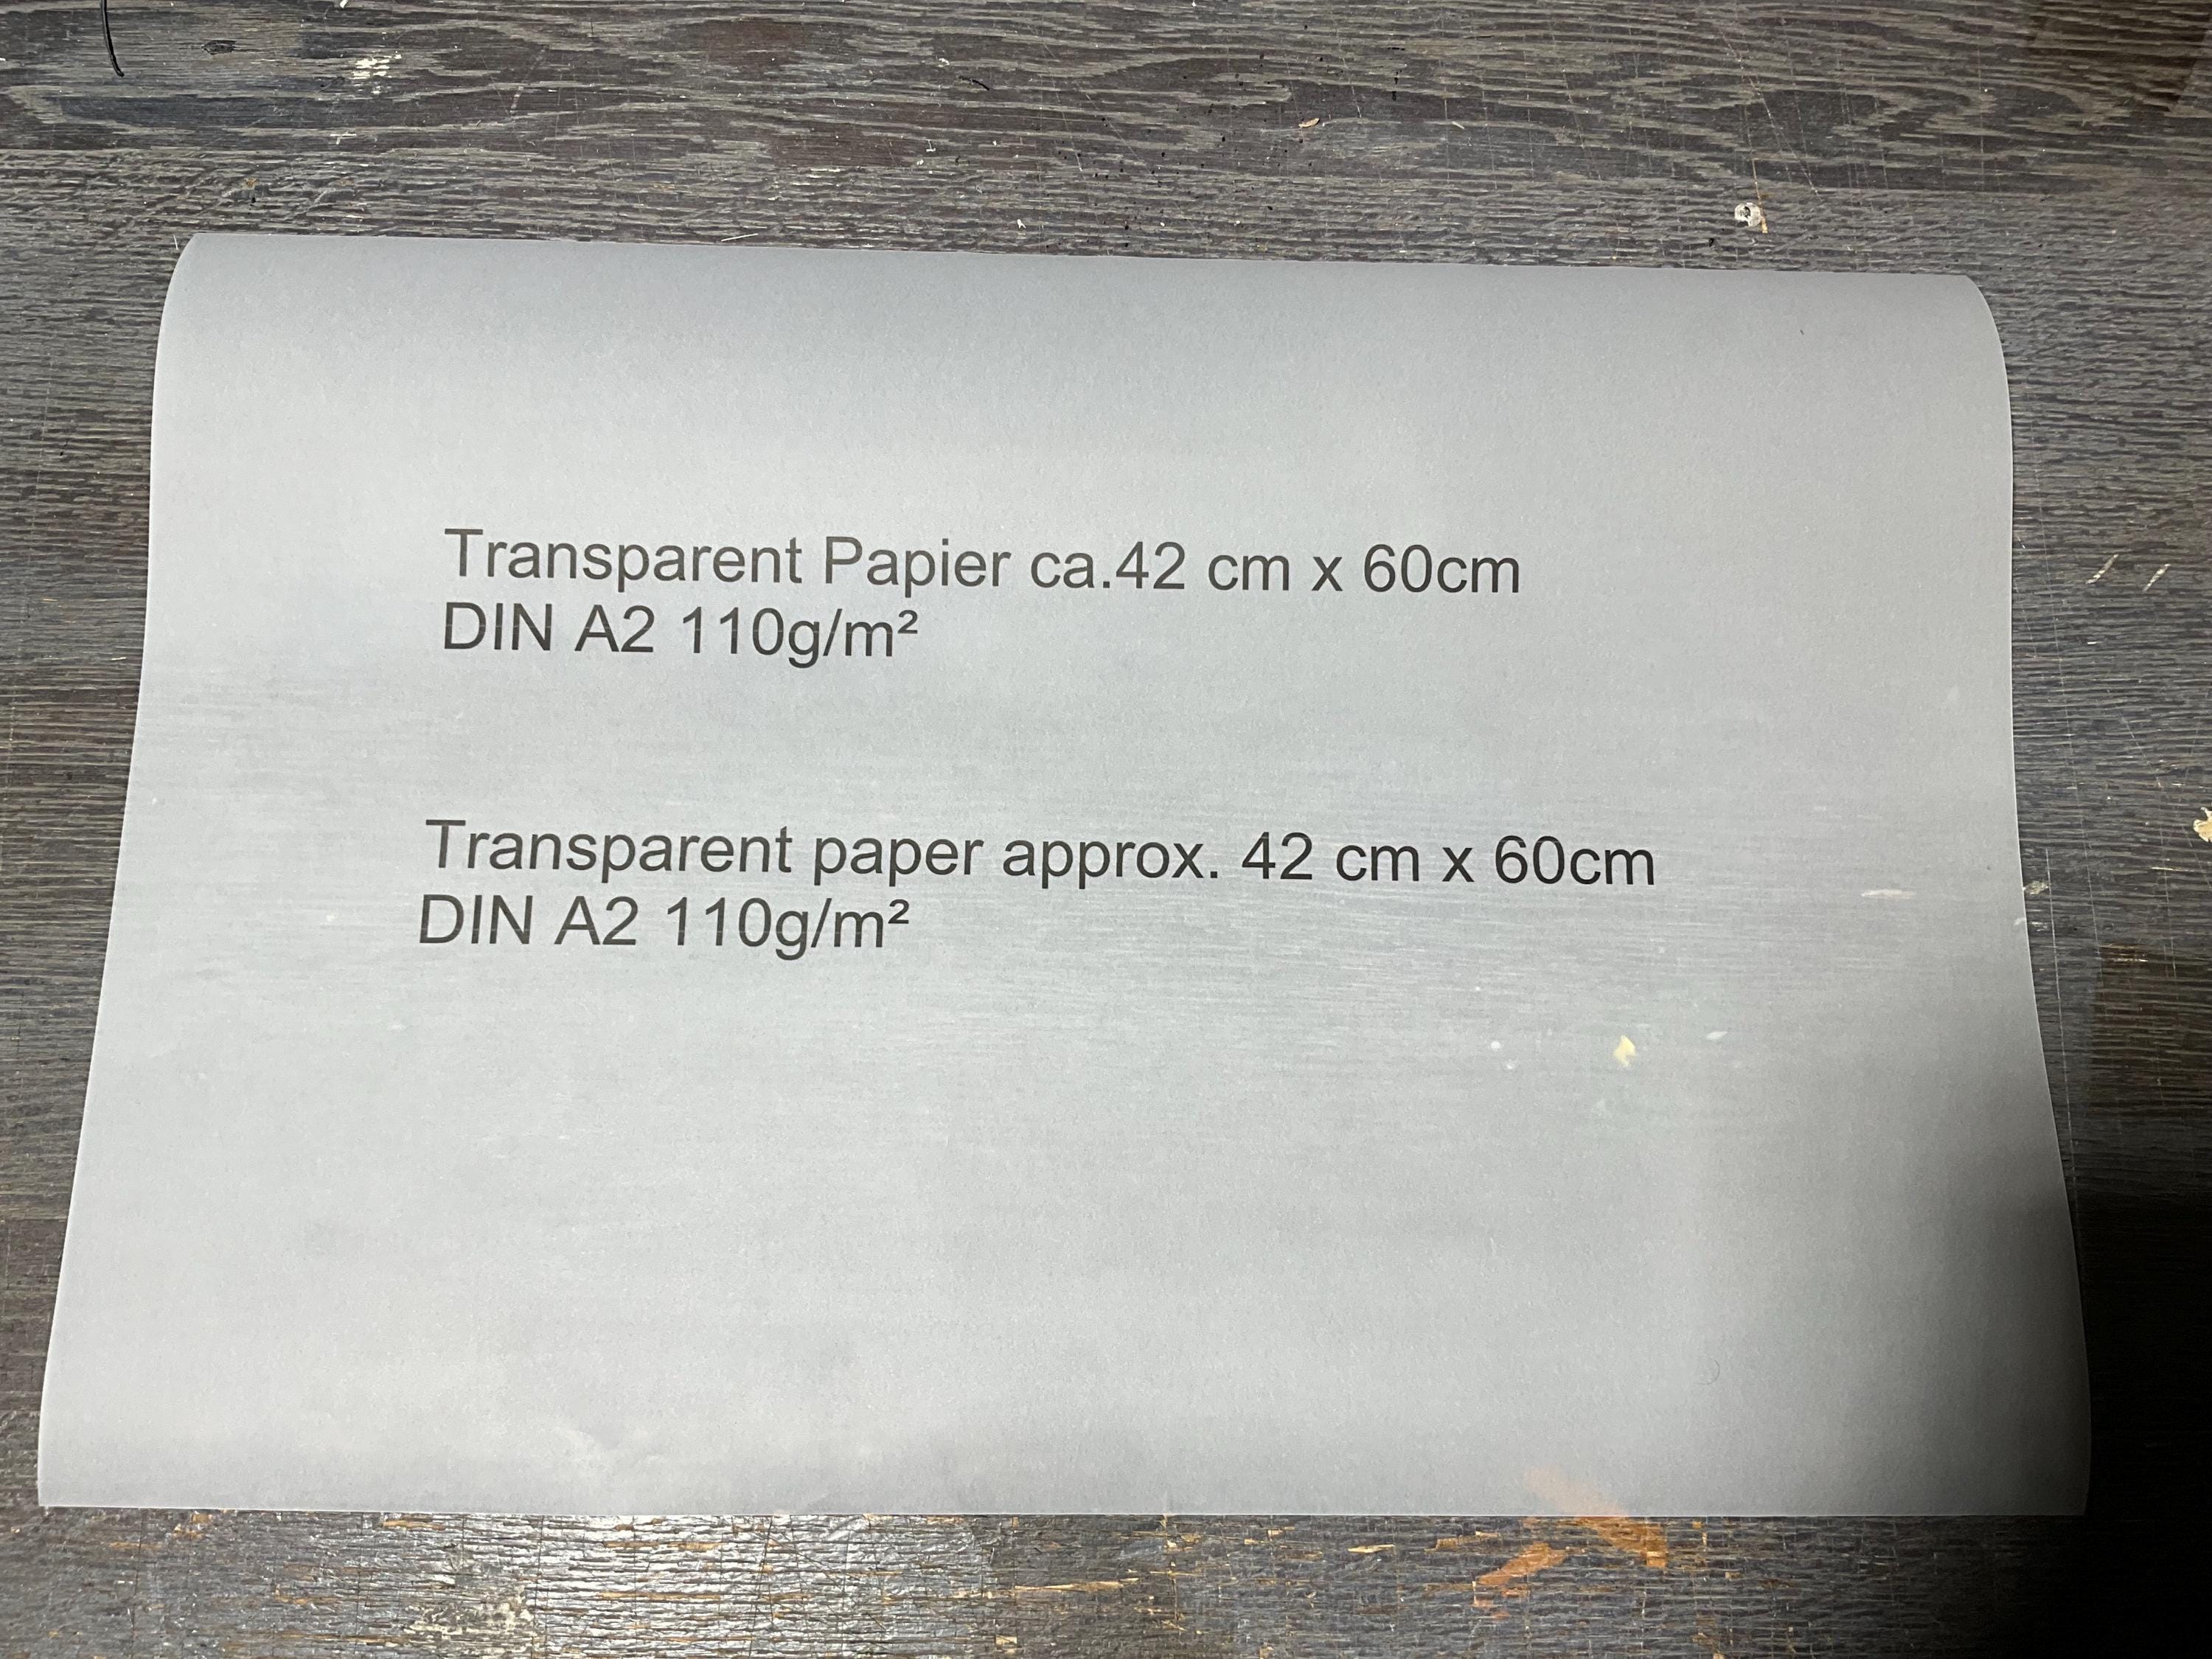 Transparent Papier ca.42 cm x 60cm
DIN A2 110g/m²
Transparent paper approx. 42 cm x 60cm
DIN A2 110g/m²